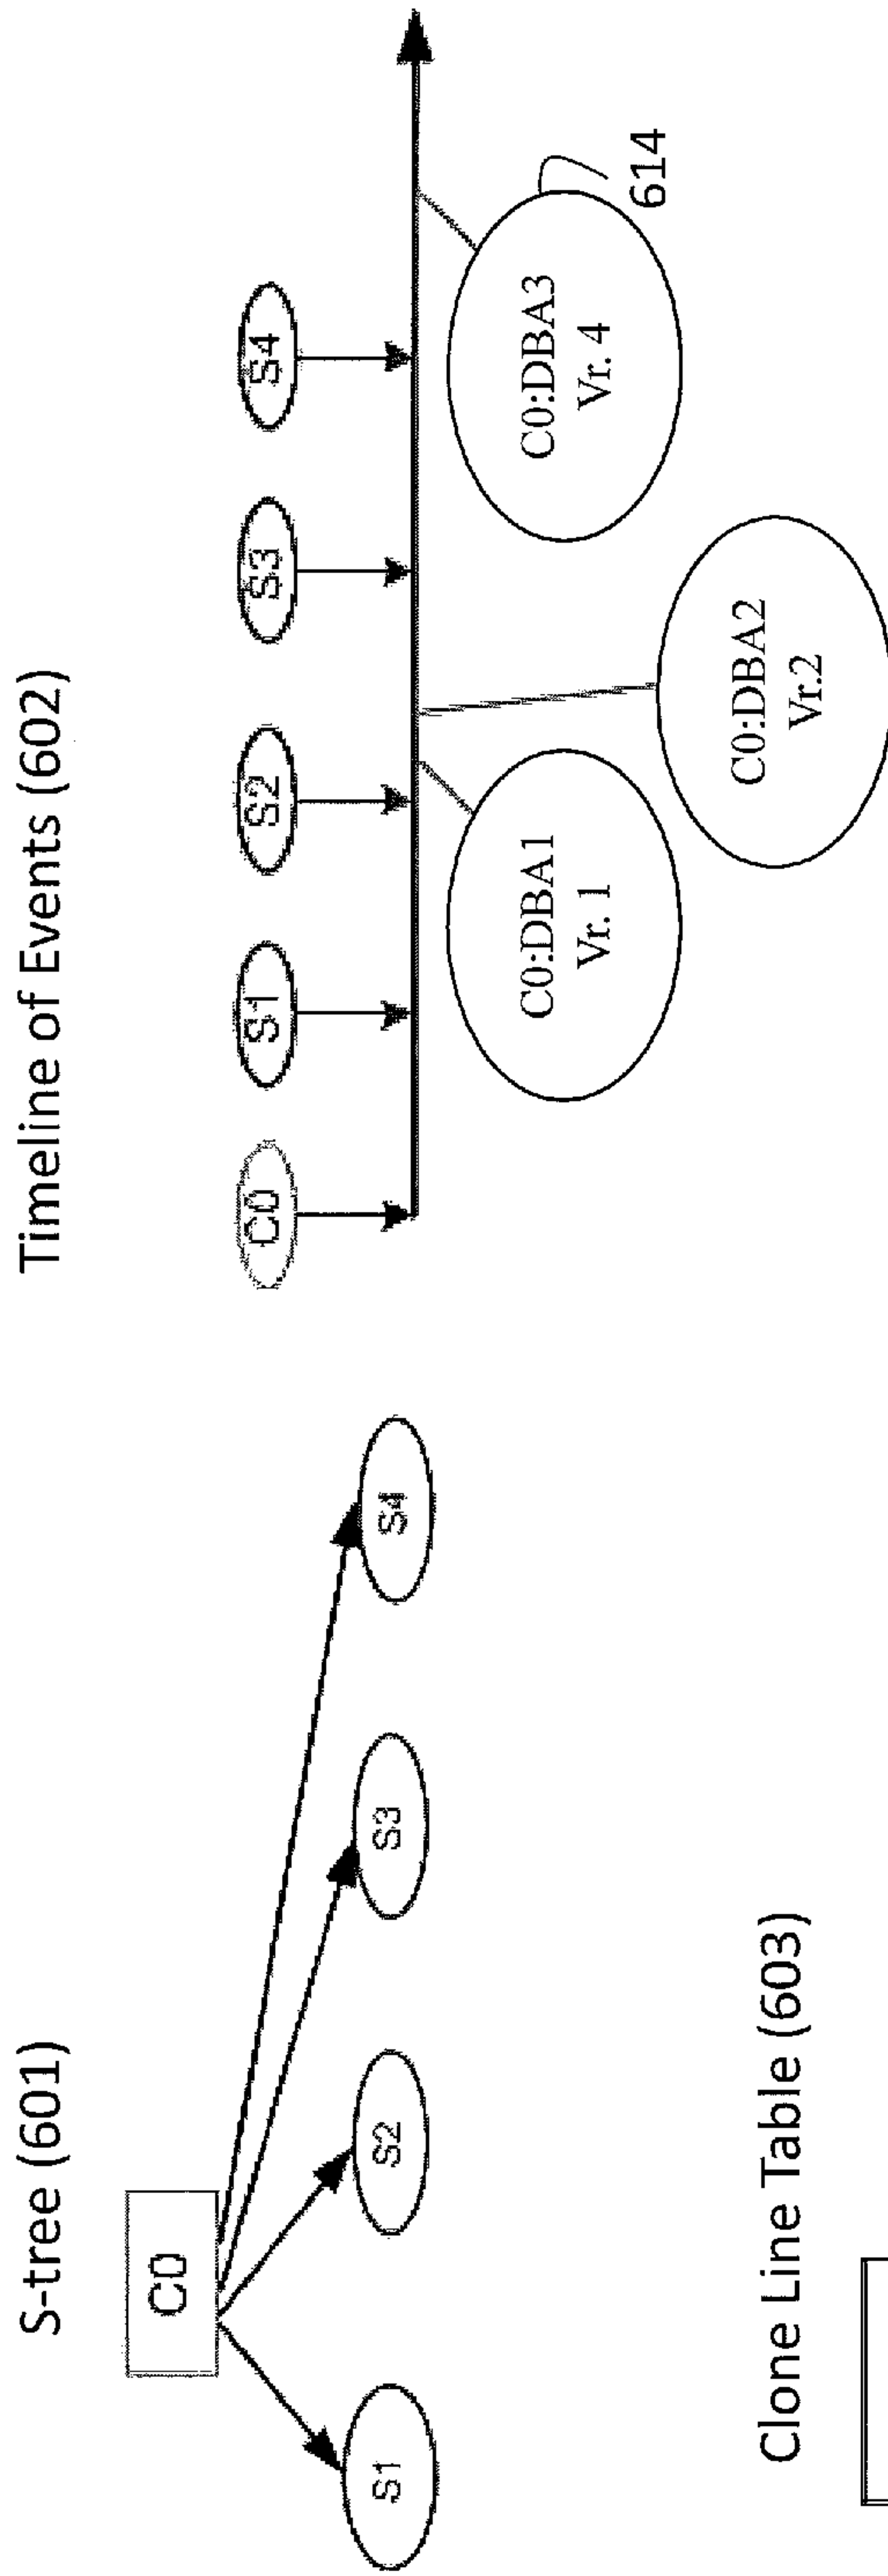 S-tree (601)
C0
S1
S2
S3
S4
Timeline of Events (602)
C0
S1
S2
S3
S4
C0:DBA1
Vr. 1
C0:DBA2
Vr.2
C0:DBA3
Vr. 4
614
Clone Line Table (603)